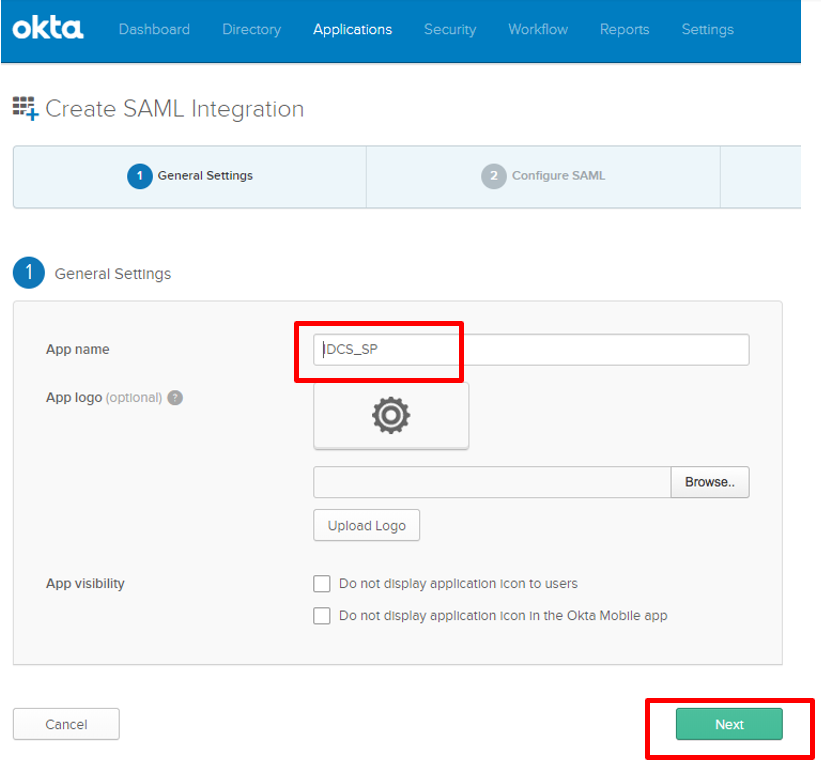 okta Dashboard Directory Applications Security Workflow Reports Settings
Create SAML Integration
1 General Settings 2 Configure SAML
1 General Settings
App name IDCS_SP
App logo (optional) ?
Browse..
Upload Logo
App visibility Do not display application icon to users
Do not display application icon in the Okta Mobile app
Cancel Next